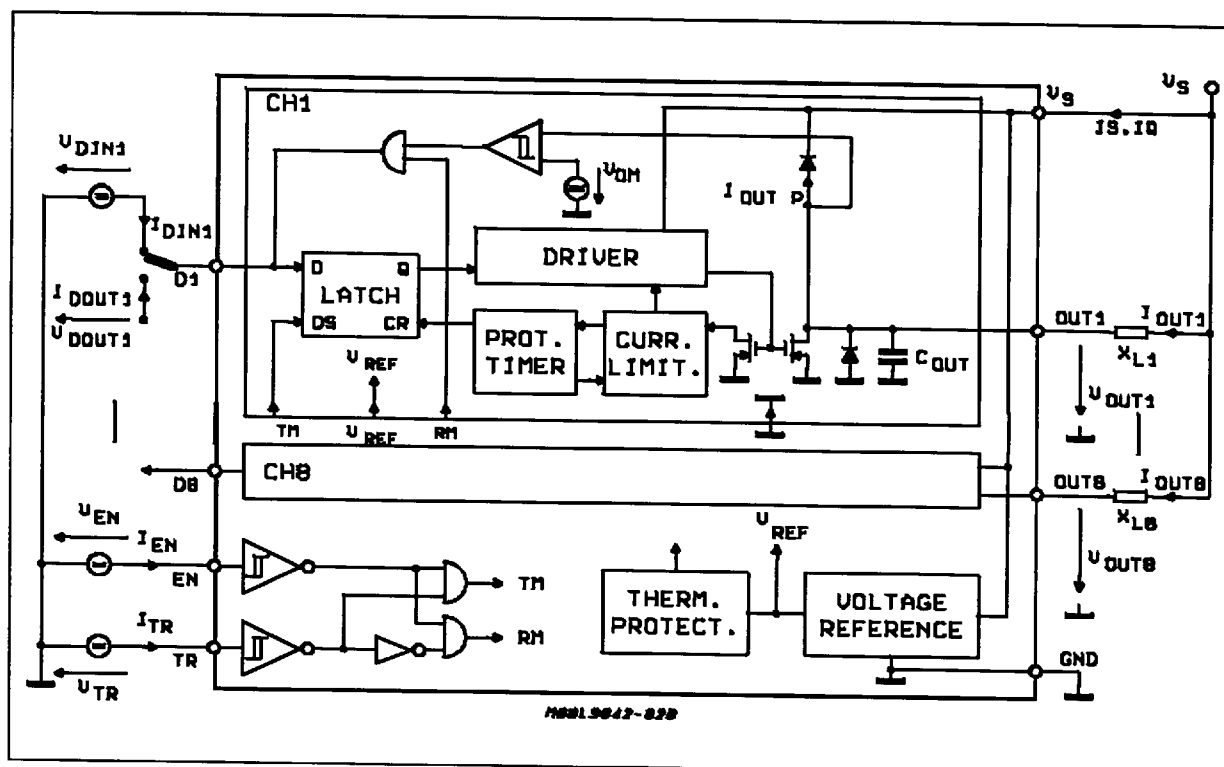 CH1
VS
VS
IS.IQ
VDIN1
IDIN1
D1
IDOUT1
VDOUT1
VOM
IOUT P
DRIVER
D Q
LATCH
DS CR
PROT.
TIMER
CURR.
LIMIT.
COUT
OUT1
IOUT1
XL1
VOUT1
VREF
TM
VREF
RM
D8
CH8
OUT8
IOUT8
XL8
VOUT8
VEN
IEN
EN
TM
VREF
THERM.
PROTECT.
VOLTAGE
REFERENCE
ITR
TR
VTR
RM
GND